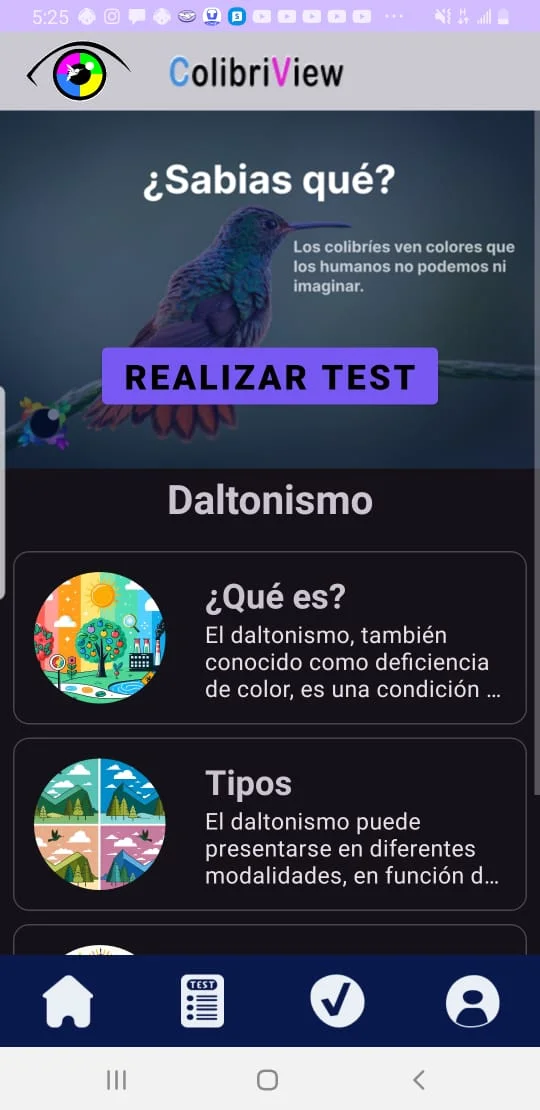 5:25
ColibriView
¿Sabias qué?
Los colibríes ven colores que
los humanos no podemos ni
imaginar.
REALIZAR TEST
Daltonismo
¿Qué es?
El daltonismo, también
conocido como deficiencia
de color, es una condición ...
Tipos
El daltonismo puede
presentarse en diferentes
modalidades, en función d...
TEST